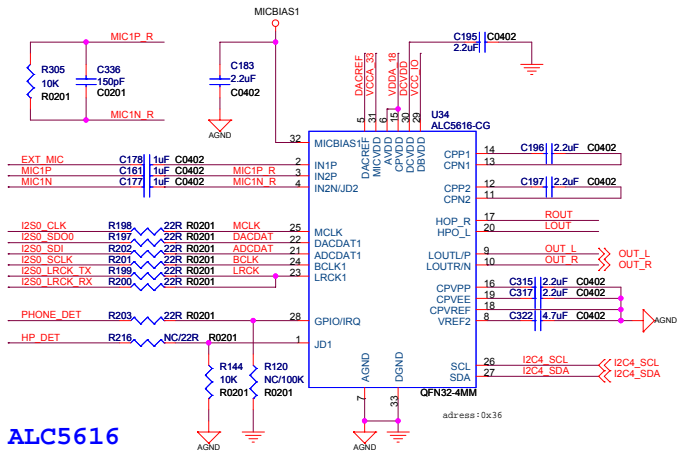 MICBIAS1
C195 C0402
2.2uF
MIC1P_R
R305
10K
R0201
C336
150pF
C0201
MIC1N_R
C183
2.2uF
C0402
AGND
DACREF
VCCA_33
VDDA_18
DCVDD
VCC_IO
5
31
6
15
30
29
U34
ALC5616-CG
DACREF
MICVDD
AVDD
CPVDD
DCVDD
DBVDD
32 MICBIAS1
EXT_MIC C178 1uF C0402 2 IN1P
MIC1P C161 1uF C0402 MIC1P_R 3 IN2P
MIC1N C177 1uF C0402 MIC1N_R 4 IN2N/JD2
CPP1 14 C196 2.2uF C0402
CPN1 13
CPP2 12 C197 2.2uF C0402
CPN2 11
HOP_R 17 ROUT
HPO_L 20 LOUT
I2S0_CLK R198 22R R0201 MCLK 25 MCLK
I2S0_SDO0 R197 22R R0201 DACDAT 22 DACDAT1
I2S0_SDI R202 22R R0201 ADCDAT 21 ADCDAT1
I2S0_SCLK R201 22R R0201 BCLK 24 BCLK1
I2S0_LRCK_TX R199 22R R0201 LRCK 23 LRCK1
I2S0_LRCK_RX R200 22R R0201
LOUTL/P 9 OUT_L OUT_L
LOUTR/N 10 OUT_R OUT_R
CPVPP 16 C315 2.2uF C0402
CPVEE 19 C317 2.2uF C0402
CPVREF 18
VREF2 8 C322 4.7uF C0402
AGND
PHONE_DET R203 22R R0201 28 GPIO/IRQ
HP_DET R216 NC/22R R0201 1 JD1
R144
10K
R0201
R120
NC/100K
R0201
SCL 26 I2C4_SCL I2C4_SCL
SDA 27 I2C4_SDA I2C4_SDA
AGND
DGND
7
33
QFN32-4MM
adress:0x36
AGND
AGND
ALC5616